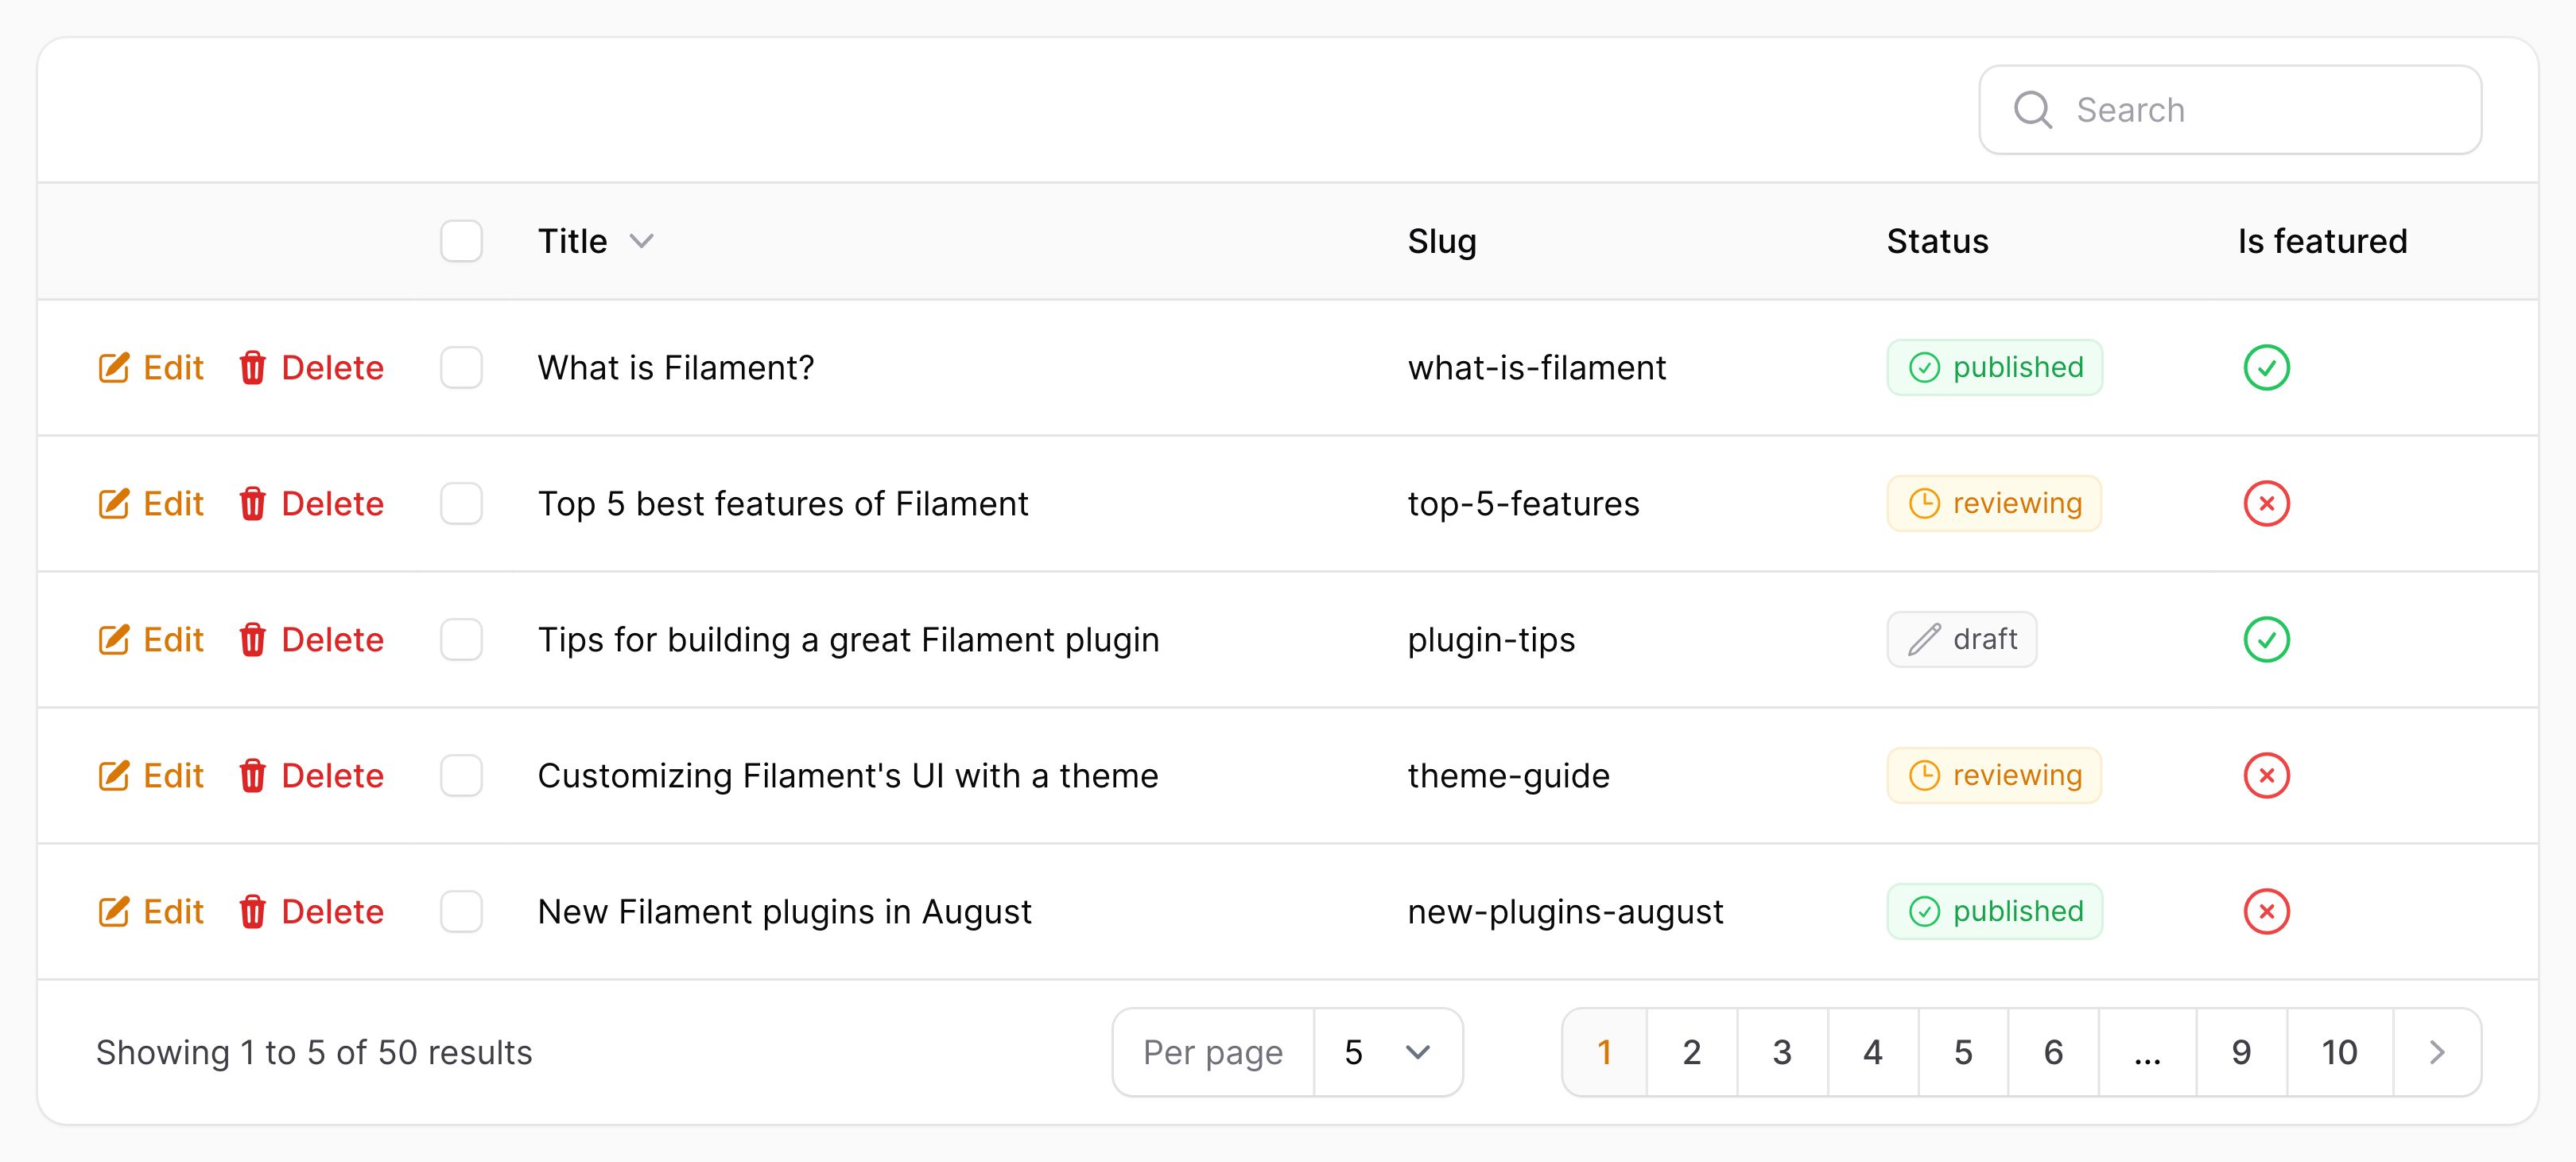 Search
Title Slug Status Is featured
Edit Delete What is Filament? what-is-filament published
Edit Delete Top 5 best features of Filament top-5-features reviewing
Edit Delete Tips for building a great Filament plugin plugin-tips draft
Edit Delete Customizing Filament's UI with a theme theme-guide reviewing
Edit Delete New Filament plugins in August new-plugins-august published
Showing 1 to 5 of 50 results Per page 5 1 2 3 4 5 6 ... 9 10